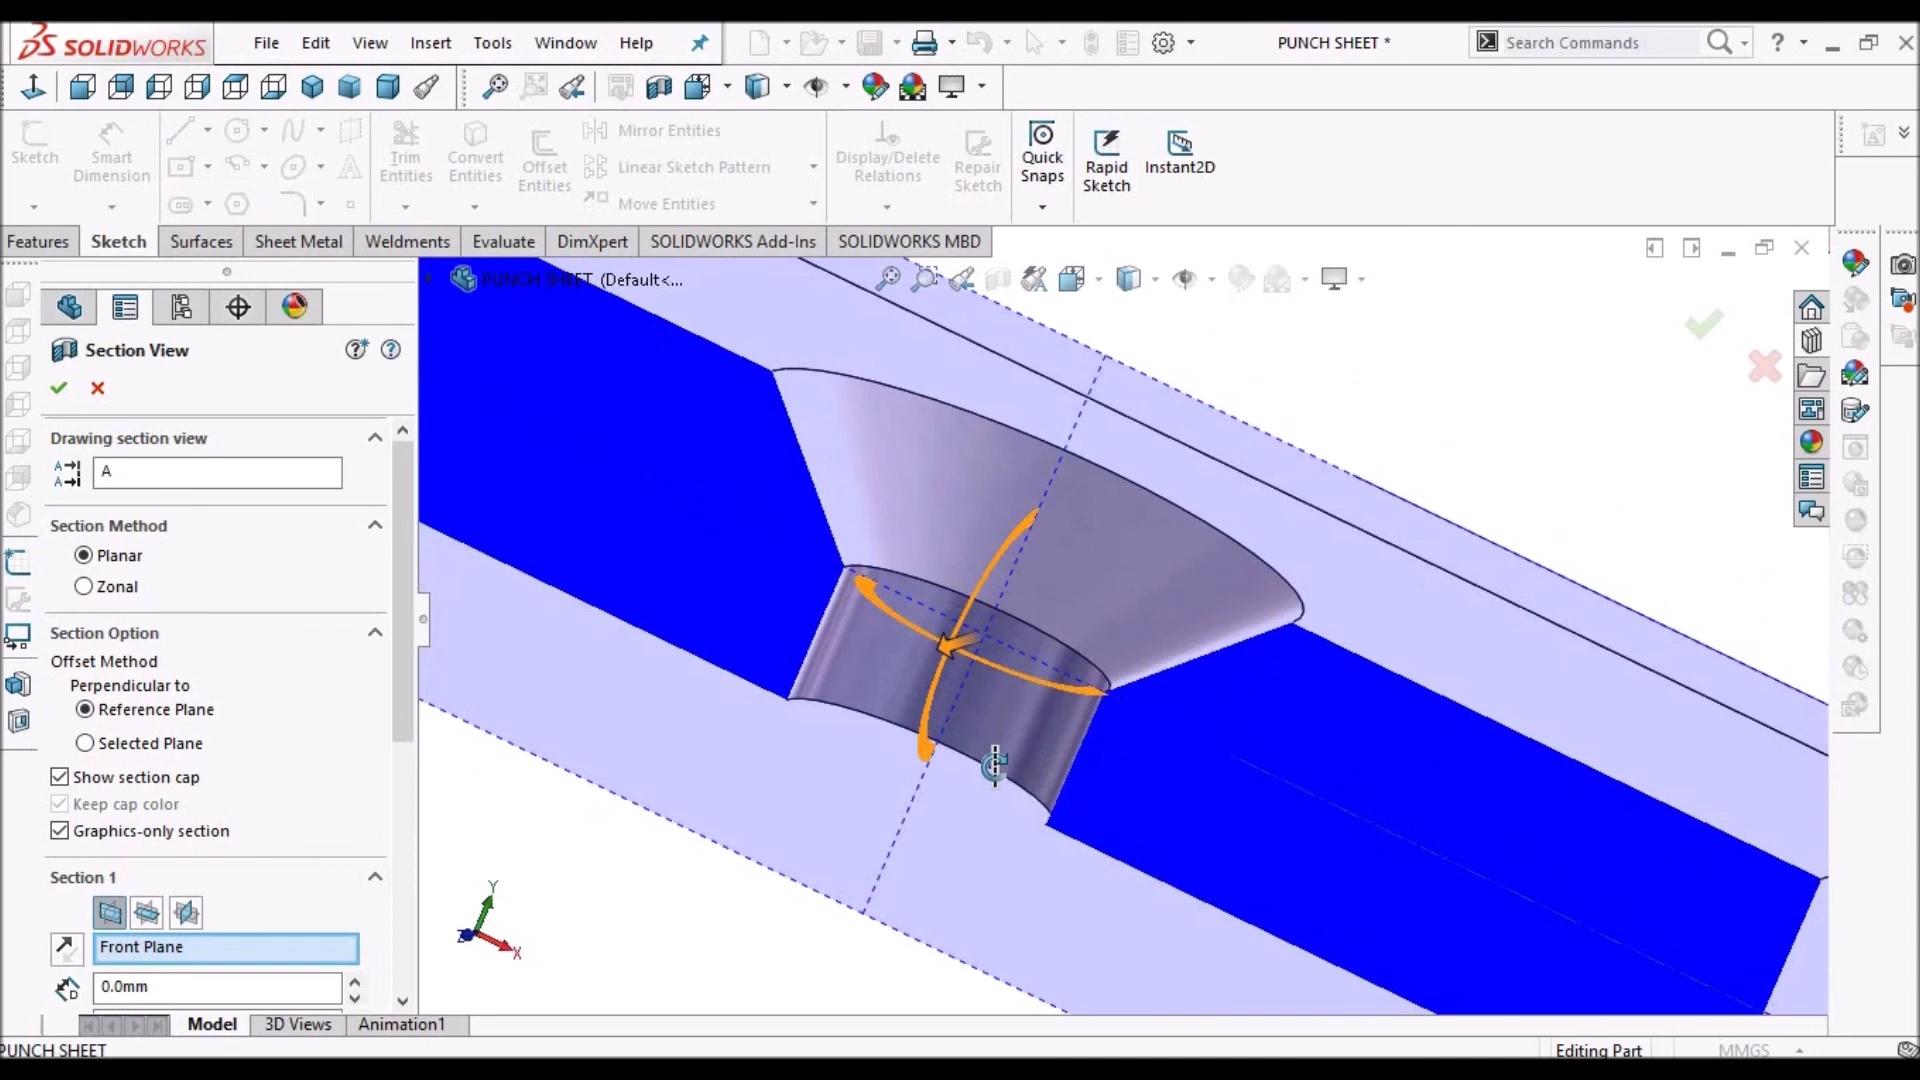 SOLIDWORKS File Edit View Insert Tools Window Help PUNCH SHEET * Search Commands ?
Sketch Smart Dimension Trim Entities Convert Entities Offset Entities Mirror Entities Linear Sketch Pattern Move Entities Display/Delete Relations Repair Sketch Quick Snaps Rapid Sketch Instant2D
Features Sketch Surfaces Sheet Metal Weldments Evaluate DimXpert SOLIDWORKS Add-Ins SOLIDWORKS MBD
PUNCH SHEET (Default<...
Section View
Drawing section view
A
Section Method
Planar
Zonal
Section Option
Offset Method
Perpendicular to
Reference Plane
Selected Plane
Show section cap
Keep cap color
Graphics-only section
Section 1
Front Plane
0.0mm
Y
Z X
Model 3D Views Animation1
PUNCH SHEET Editing Part MMGS